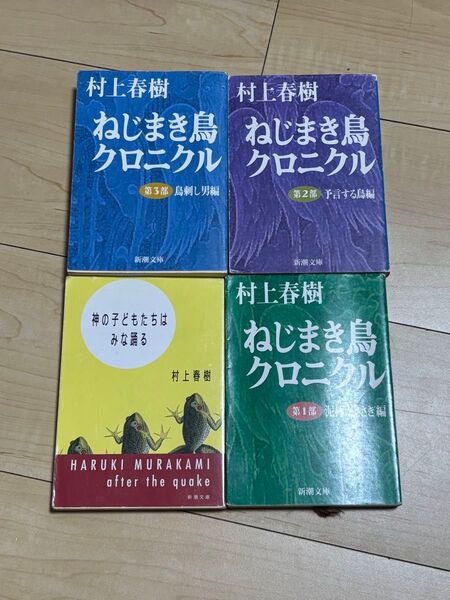 村上春樹
ねじまき鳥
クロニクル
第3部 鳥刺し男編
新潮文庫
村上春樹
ねじまき鳥
クロニクル
第2部 予言する鳥編
新潮文庫
神の子どもたちは
みな踊る
村上春樹
HARUKI MURAKAMI
after the quake
新潮文庫
村上春樹
ねじまき鳥
クロニクル
第1部 泥棒かささぎ編
新潮文庫